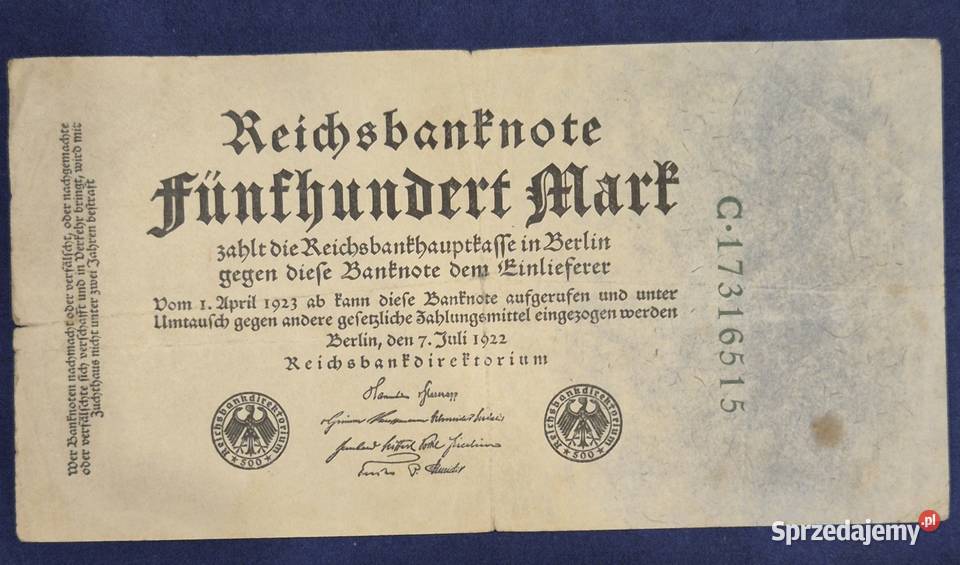 Reichsbanknote
Fünfhundert Mark
zahlt die Reichsbankhauptkasse in Berlin
gegen diese Banknote dem Einlieferer
Vom 1. April 1923 ab kann diese Banknote aufgerufen und unter
Umtausch gegen andere gesetzliche Zahlungsmittel eingezogen werden
Berlin, den 7. Juli 1922
Reichsbankdirektorium
Reichsbankdirektorium
500
Reichsbankdirektorium
500
Wer Banknoten nachmacht oder verfälscht, oder nachgemachte
oder verfälschte sich verschafft und in Verkehr bringt, wird mit
Zuchthaus nicht unter zwei Jahren bestraft
C·17316515
Sprzedajemy.pl